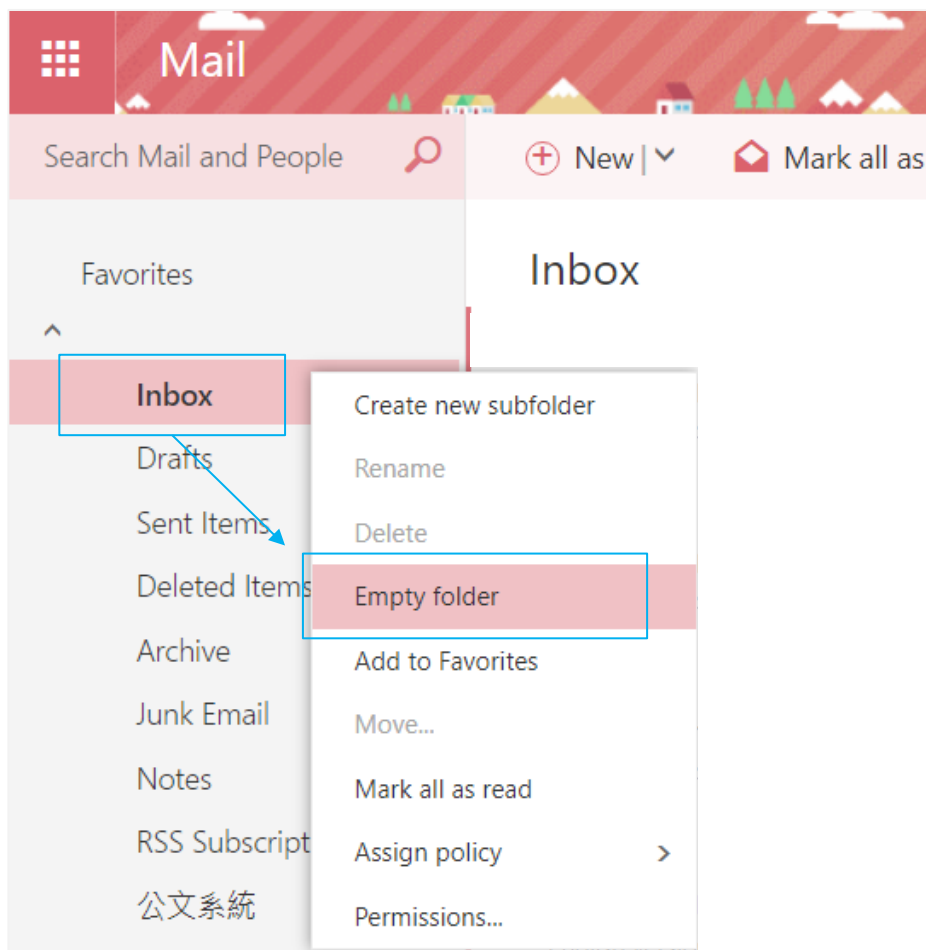 Mail
Search Mail and People
New
Mark all as
Favorites
Inbox
Inbox
Drafts
Sent Items
Deleted Items
Archive
Junk Email
Notes
RSS Subscript
公文系統
Create new subfolder
Rename
Delete
Empty folder
Add to Favorites
Move...
Mark all as read
Assign policy
Permissions...